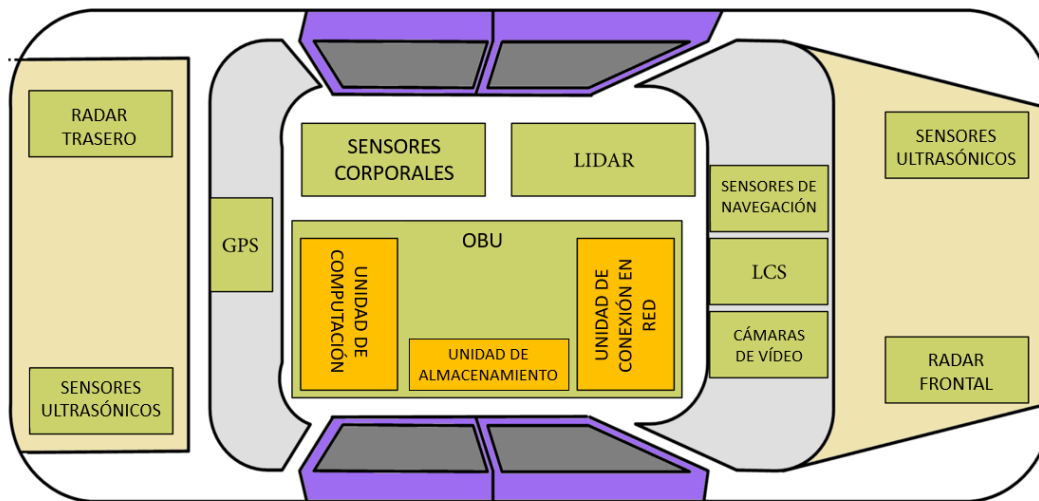 RADAR
TRASERO
SENSORES
ULTRASÓNICOS
GPS
SENSORES
CORPORALES
LIDAR
OBU
UNIDAD DE
COMPUTACIÓN
UNIDAD DE
ALMACENAMIENTO
UNIDAD DE
CONEXIÓN EN
RED
SENSORES DE
NAVEGACIÓN
LCS
CÁMARAS
DE VÍDEO
SENSORES
ULTRASÓNICOS
RADAR
FRONTAL